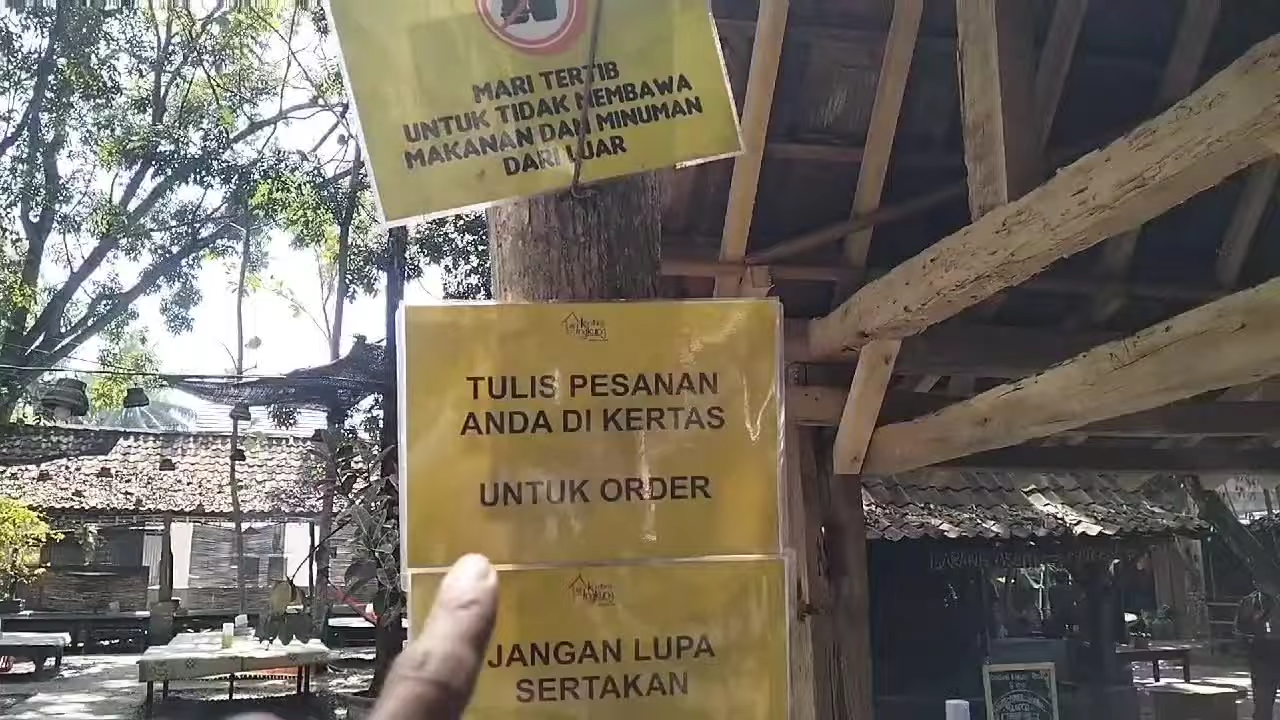 MARI TERTIB
UNTUK TIDAK MEMBAWA
MAKANAN DAN MINUMAN
DARI LUAR
TULIS PESANAN
ANDA DI KERTAS
UNTUK ORDER
JANGAN LUPA
SERTAKAN